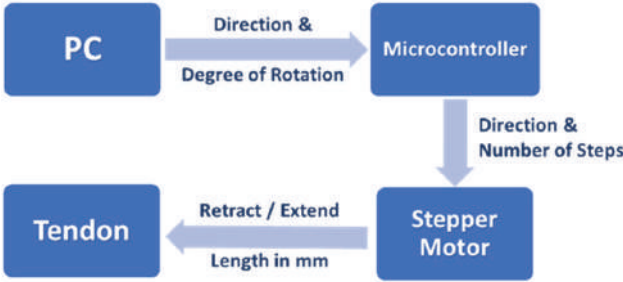 PC
Direction &
Degree of Rotation
Microcontroller
Direction &
Number of Steps
Tendon
Retract / Extend
Length in mm
Stepper
Motor